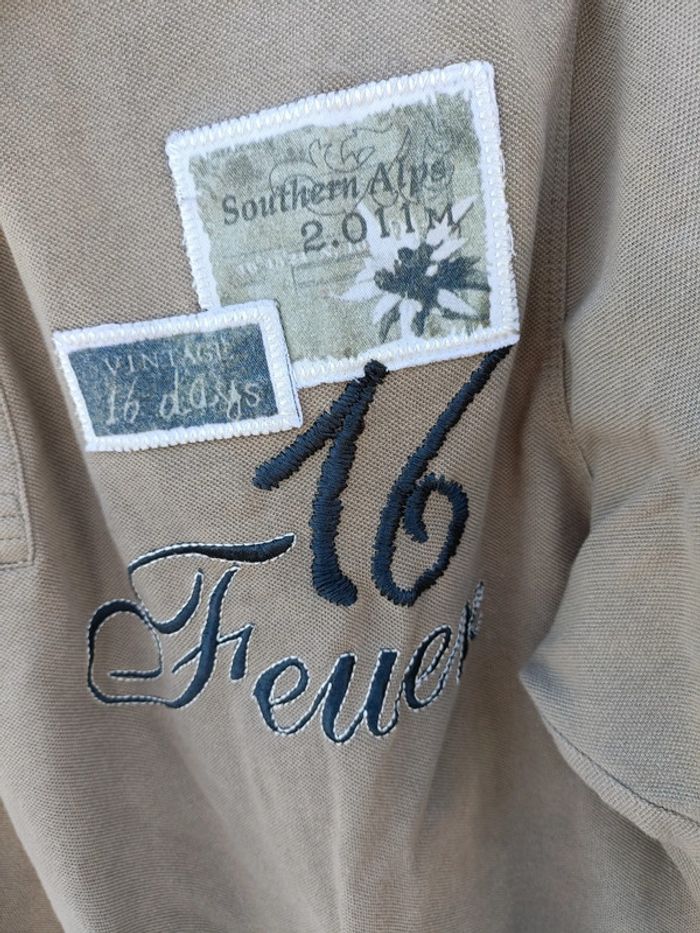 Southern Alps
2.011M
VINTAGE
16 days
16
Feuer